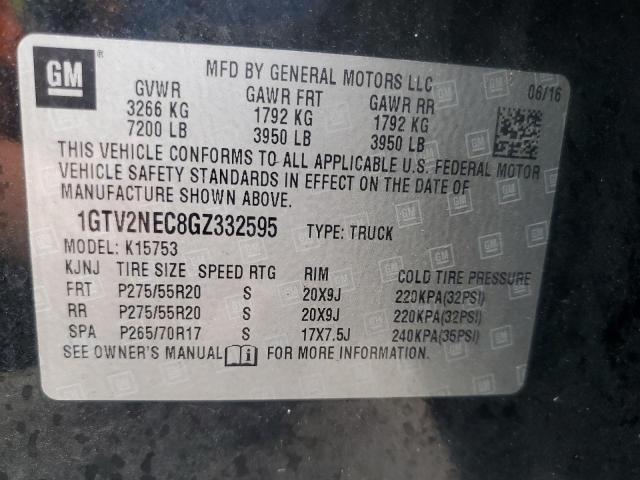 GM ®
MFD BY GENERAL MOTORS LLC
06/16
GVWR GAWR FRT GAWR RR
3266 KG 1792 KG 1792 KG
7200 LB 3950 LB 3950 LB
THIS VEHICLE CONFORMS TO ALL APPLICABLE U.S. FEDERAL MOTOR
VEHICLE SAFETY STANDARDS IN EFFECT ON THE DATE OF
MANUFACTURE SHOWN ABOVE.
1GTV2NEC8GZ332595 TYPE: TRUCK
MODEL: K15753
KJNJ TIRE SIZE SPEED RTG RIM COLD TIRE PRESSURE
FRT P275/55R20 S 20X9J 220KPA(32PSI)
RR P275/55R20 S 20X9J 220KPA(32PSI)
SPA P265/70R17 S 17X7.5J 240KPA(35PSI)
SEE OWNER'S MANUAL i FOR MORE INFORMATION.